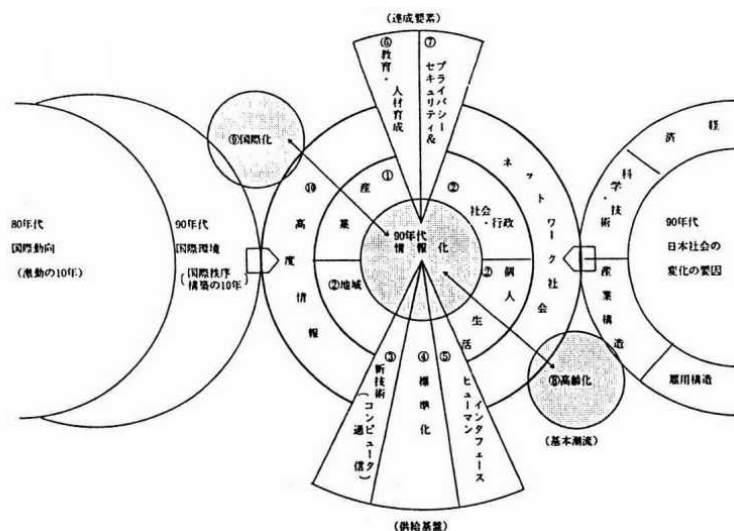 (達成要素)
⑥教育・人材育成
⑦プライバシー&
セキュリティ
⑨国際化
80年代
国際動向
(激動の10年)
90年代
国際環境
(国際秩序
構築の10年)
⑩高度情報
ネットワーク社会
①産業
②社会・行政
90年代
情報化
②地域
②個人
生活
③新技術
(コンピュータ
通信)
④標準化
⑤ヒューマン
インタフェース
(供給基盤)
⑧高齢化
(基本潮流)
経済
科学・技術
産業構造
雇用構造
90年代
日本社会の
変化の要因